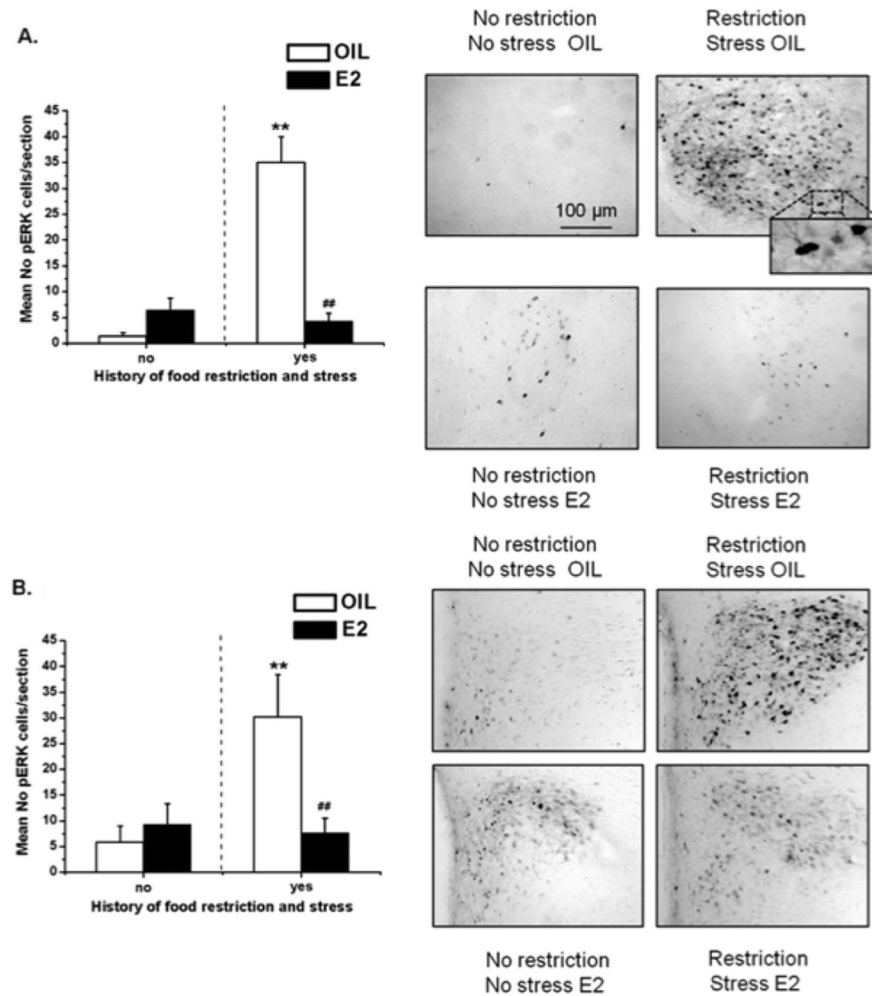 A.
OIL
E2
Mean No pERK cells/section
45
40
35
30
25
20
15
10
5
0
**
##
no
yes
History of food restriction and stress
No restriction
No stress OIL
Restriction
Stress OIL
100 µm
No restriction
No stress E2
Restriction
Stress E2
B.
OIL
E2
Mean No pERK cells/section
45
40
35
30
25
20
15
10
5
0
**
##
no
yes
History of food restriction and stress
No restriction
No stress OIL
Restriction
Stress OIL
No restriction
No stress E2
Restriction
Stress E2